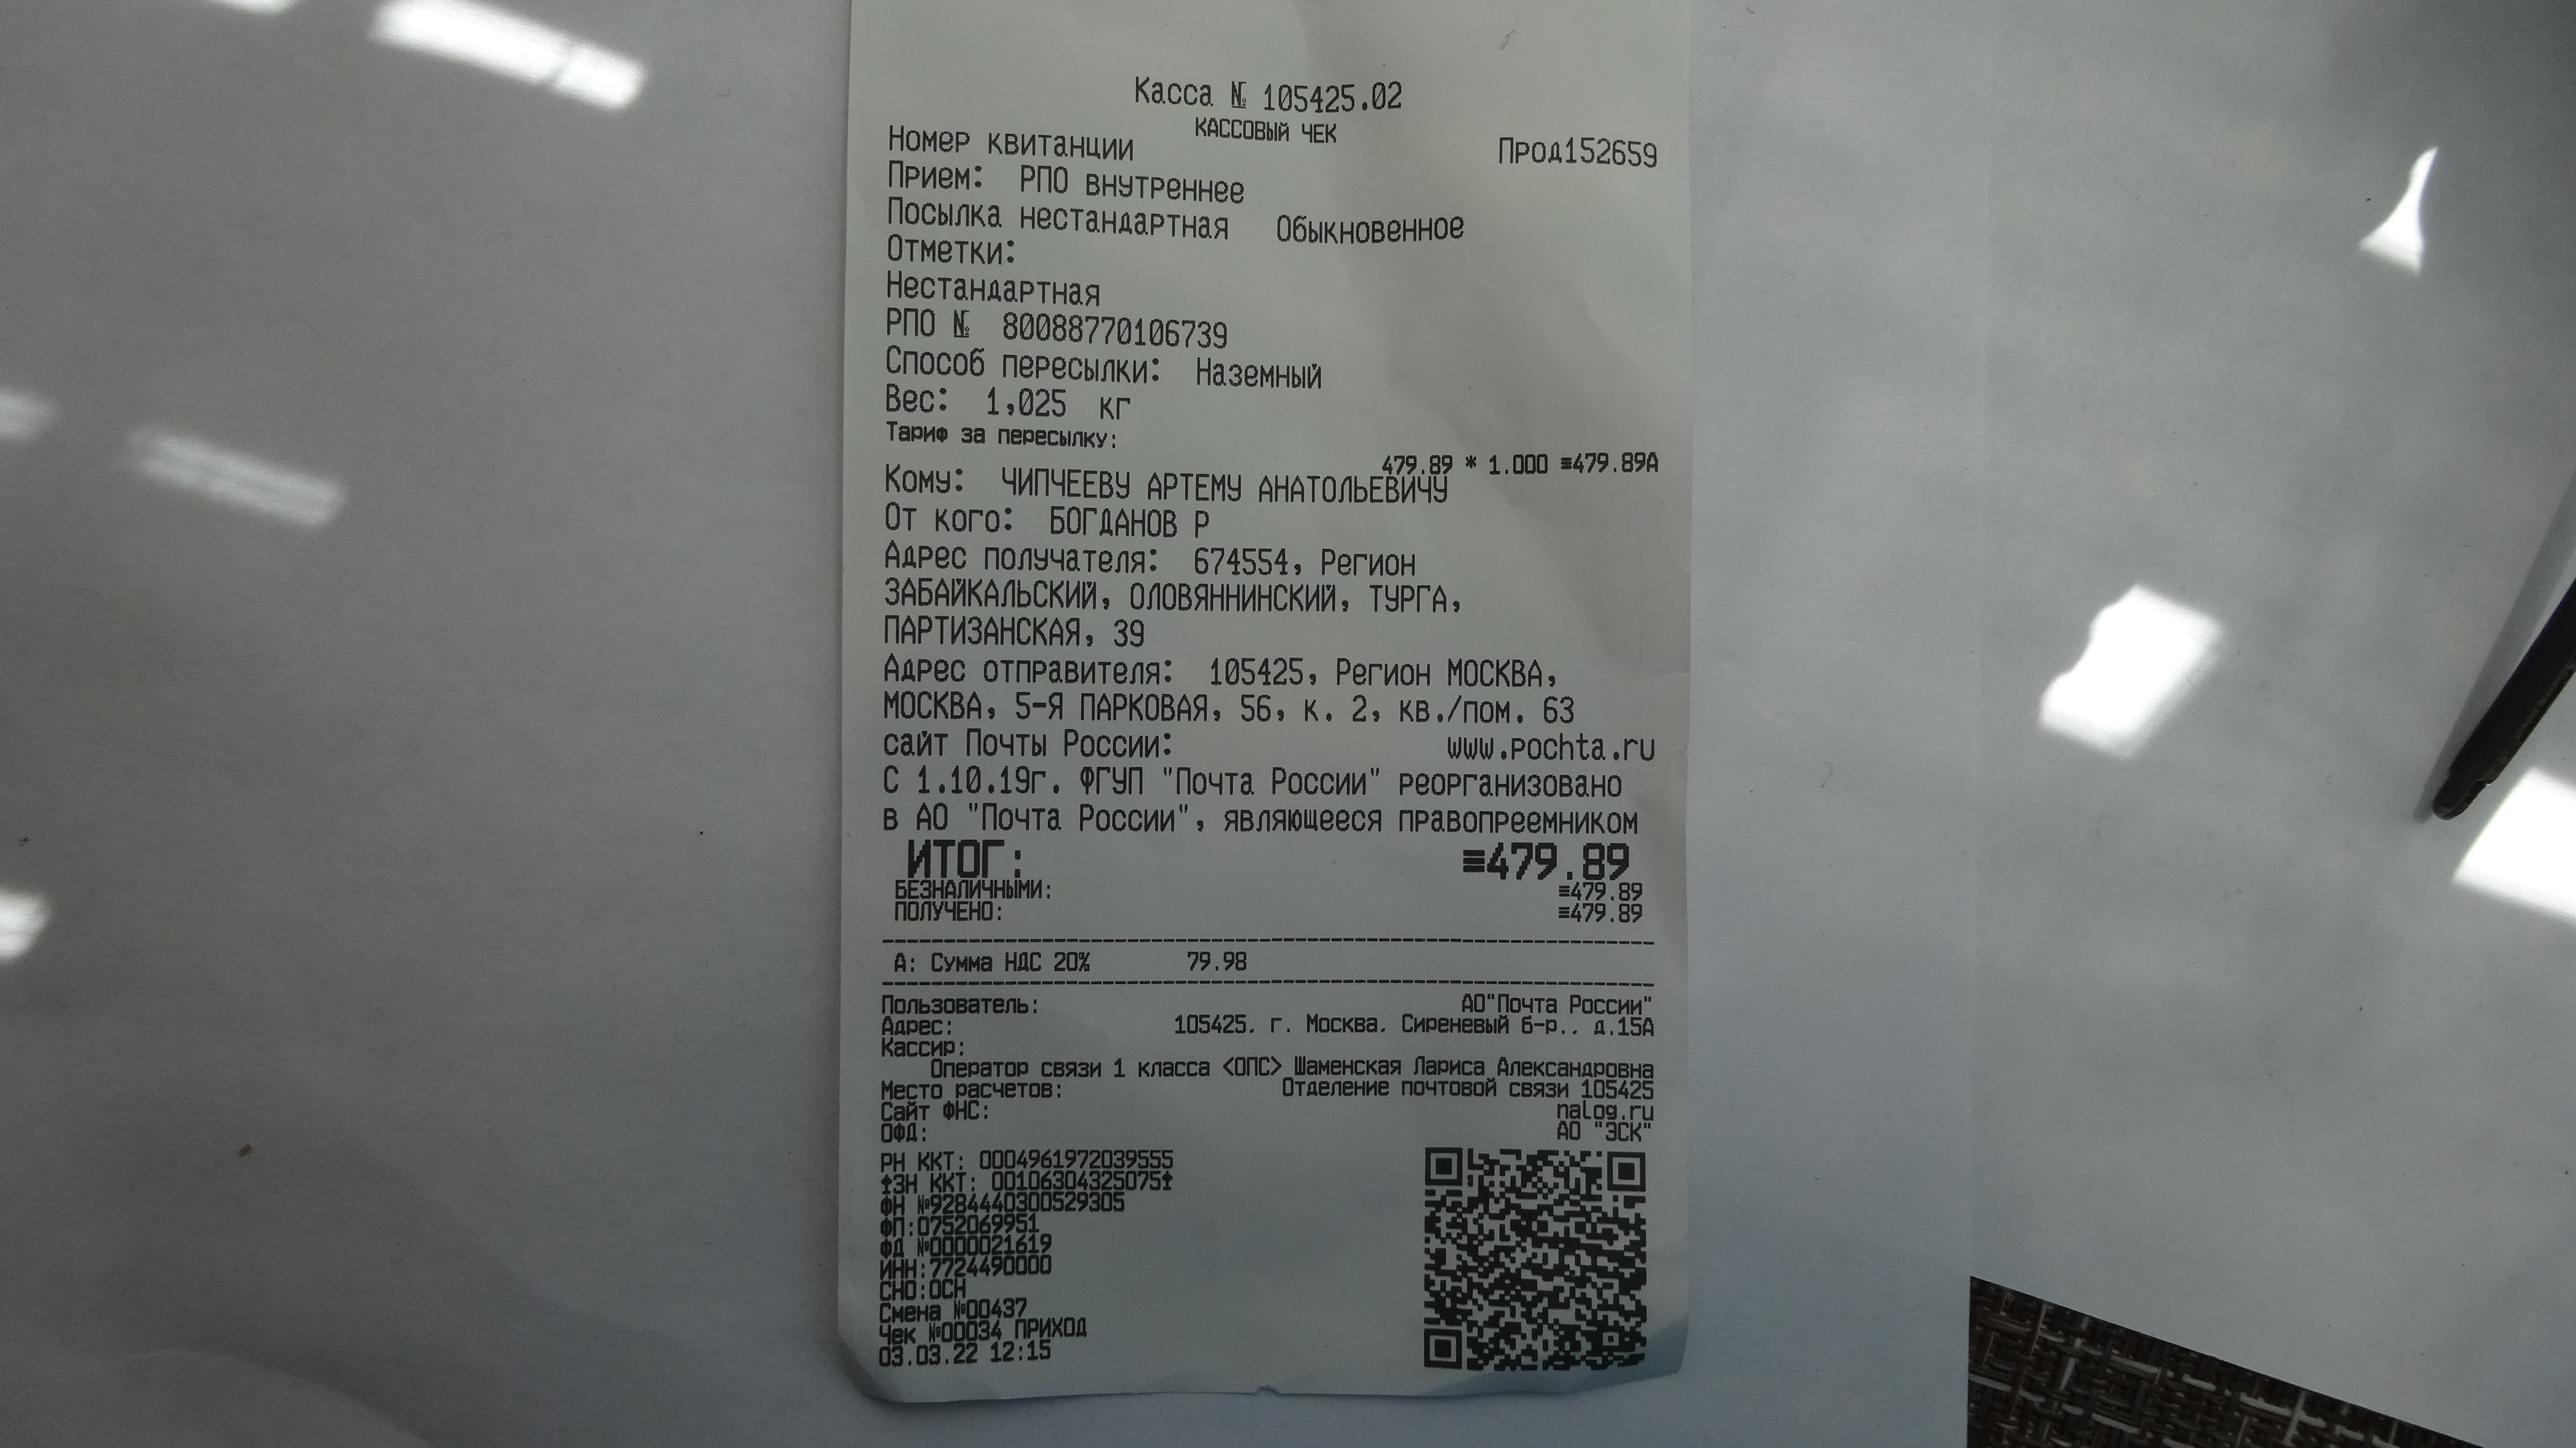 Касса № 105425.02
КАССОВЫЙ ЧЕК
Номер квитанции Прод152659
Прием: РПО внутреннее
Посылка нестандартная Обыкновенное
Отметки:
Нестандартная
РПО № 80088770106739
Способ пересылки: Наземный
Вес: 1,025 кг
Тариф за пересылку:
479.89 * 1.000 ≡479.89А
Кому: ЧИПЧЕЕВУ АРТЕМУ АНАТОЛЬЕВИЧУ
От кого: БОГДАНОВ Р
Адрес получателя: 674554, Регион
ЗАБАЙКАЛЬСКИЙ, ОЛОВЯННИНСКИЙ, ТУРГА,
ПАРТИЗАНСКАЯ, 39
Адрес отправителя: 105425, Регион МОСКВА,
МОСКВА, 5-Я ПАРКОВАЯ, 56, к. 2, кв./пом. 63
сайт Почты России: www.pochta.ru
С 1.10.19г. ФГУП "Почта России" реорганизовано
в АО "Почта России", являющееся правопреемником
ИТОГ: ≡479.89
БЕЗНАЛИЧНЫМИ: ≡479.89
ПОЛУЧЕНО: ≡479.89
А: Сумма НДС 20% 79.98
Пользователь: АО"Почта России"
Адрес: 105425. г. Москва. Сиреневый б-р.. д.15А
Кассир:
Оператор связи 1 класса <ОПС> Шаменская Лариса Александровна
Место расчетов: Отделение почтовой связи 105425
Сайт ФНС: nalog.ru
ОФД: АО "ЭСК"
РН ККТ: 0004961972039555
ЗН ККТ: 00106304325075
ФН №9284440300529305
ФП:0752069951
ФД №0000021619
ИНН:7724490000
СНО:ОСН
Смена №00437
Чек №00034 ПРИХОД
03.03.22 12:15